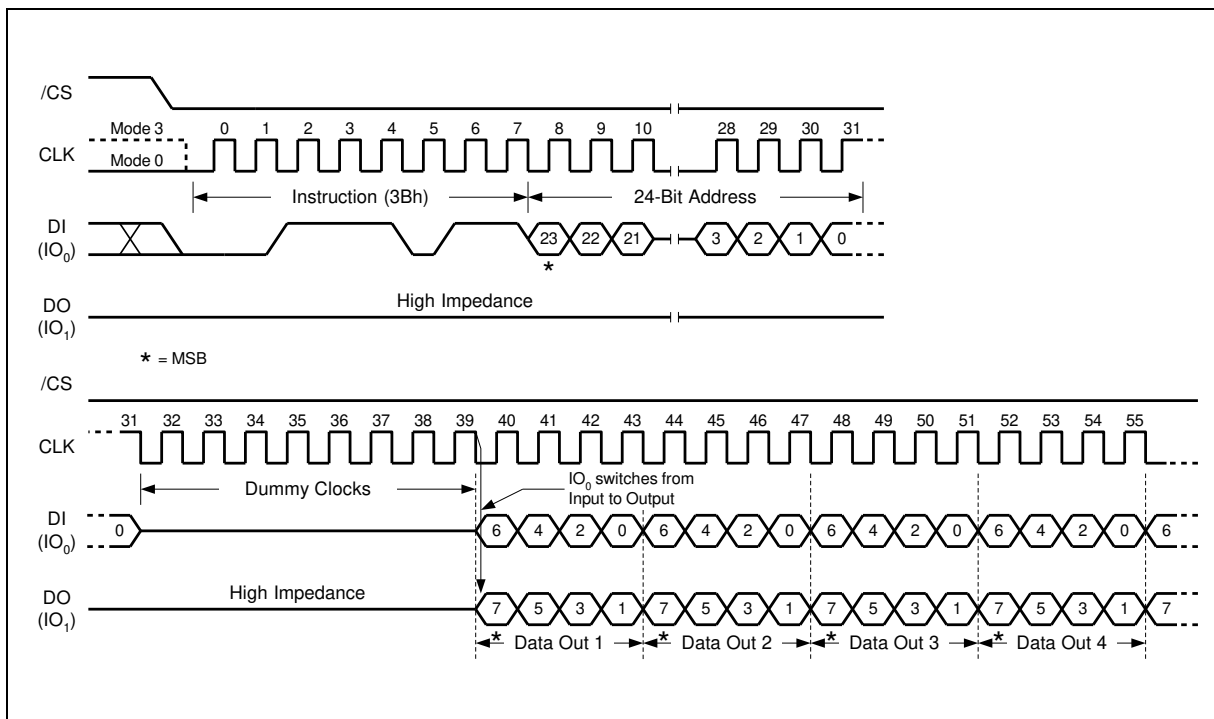 /CS
Mode 3 0 1 2 3 4 5 6 7 8 9 10 28 29 30 31
CLK
Mode 0
Instruction (3Bh) 24-Bit Address
DI
(IO0) 23 22 21 3 2 1 0
*
High Impedance
DO
(IO1)
* = MSB
/CS
31 32 33 34 35 36 37 38 39 40 41 42 43 44 45 46 47 48 49 50 51 52 53 54 55
CLK
Dummy Clocks
IO0 switches from
Input to Output
DI
(IO0) 0 6 4 2 0 6 4 2 0 6 4 2 0 6 4 2 0 6
High Impedance
DO
(IO1) 7 5 3 1 7 5 3 1 7 5 3 1 7 5 3 1 7
* Data Out 1 * Data Out 2 * Data Out 3 * Data Out 4